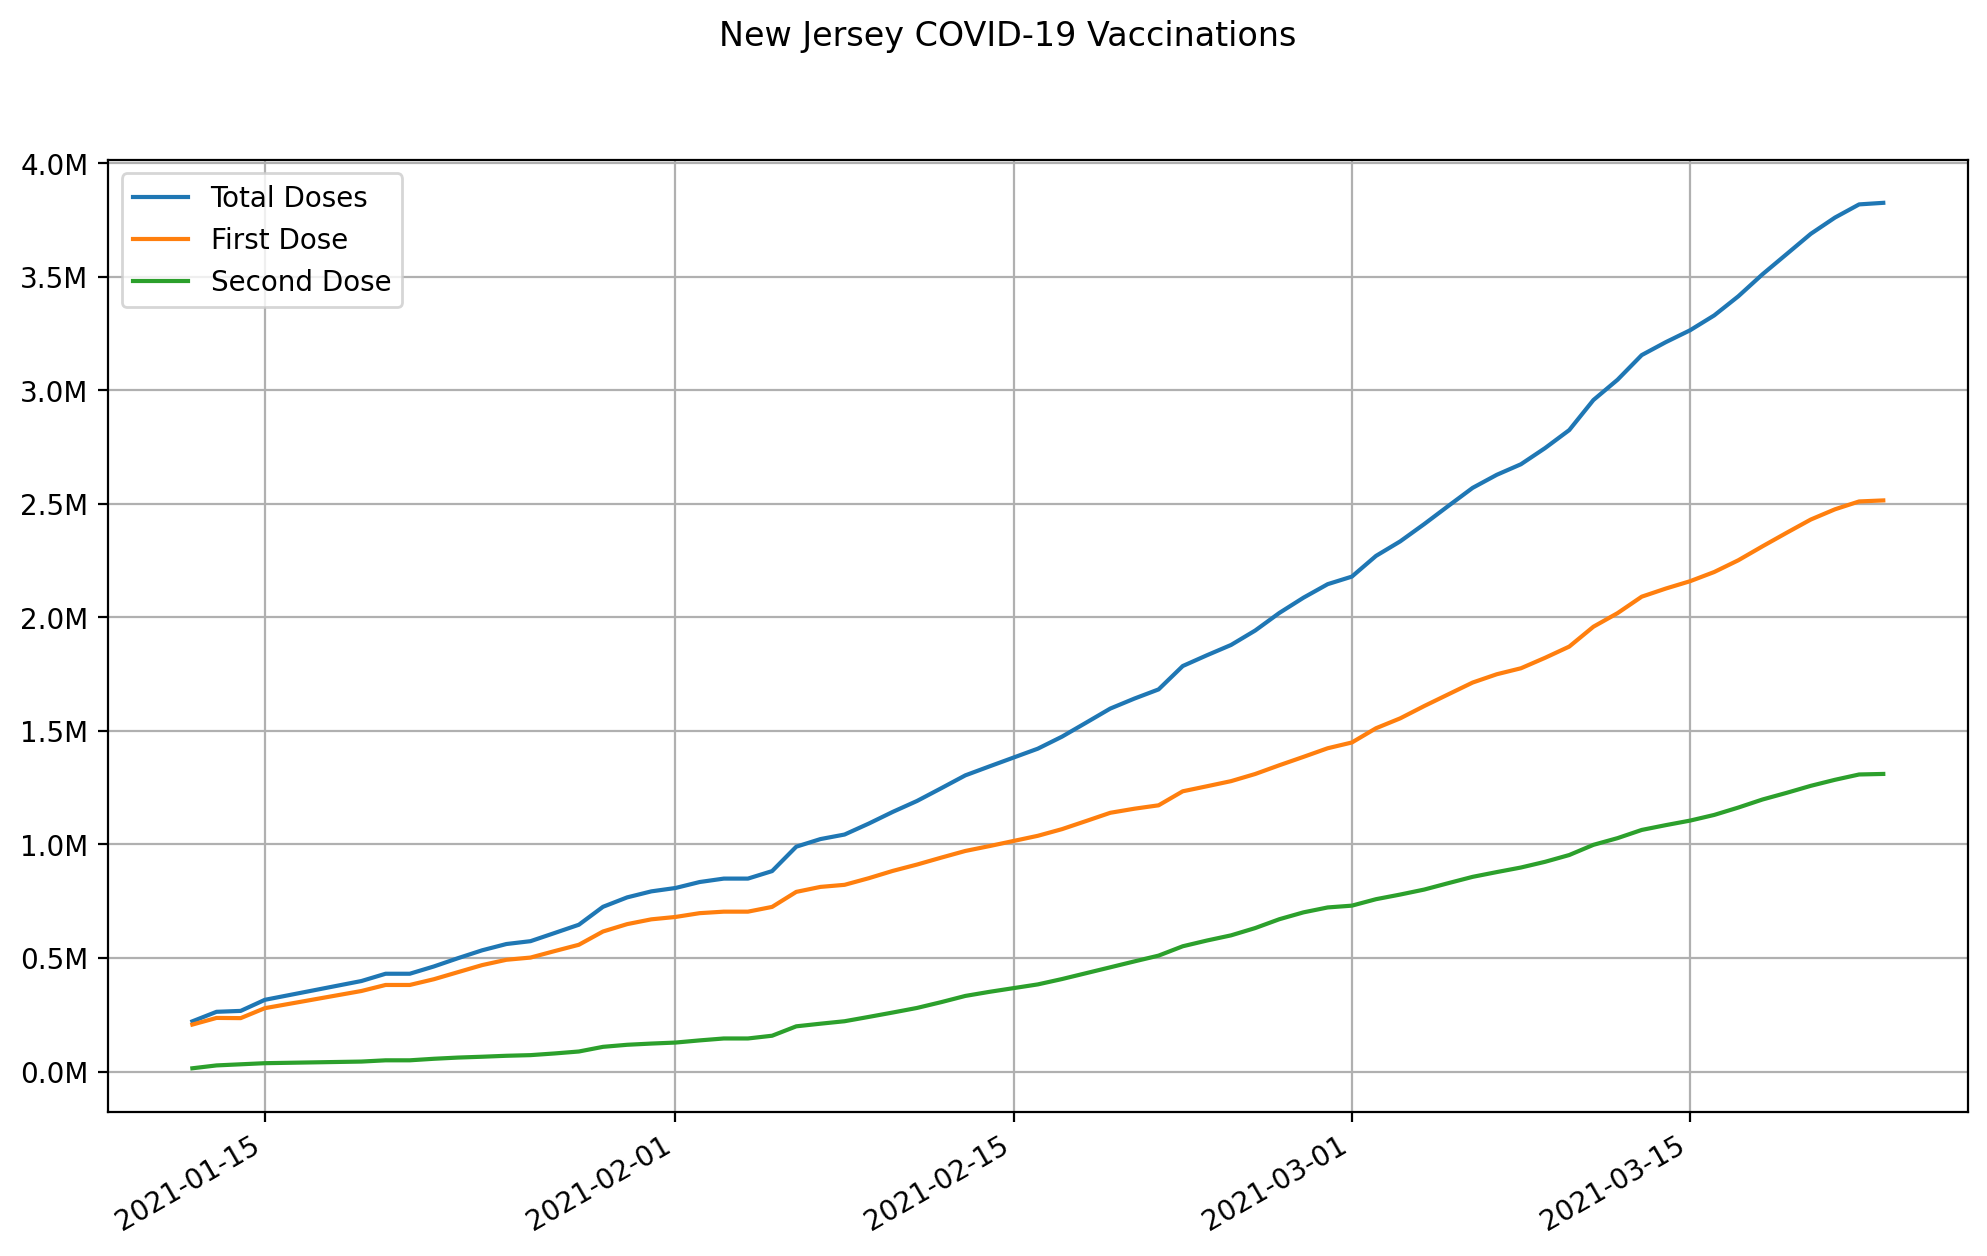 New Jersey COVID-19 Vaccinations
4.0M
3.5M
3.0M
2.5M
2.0M
1.5M
1.0M
0.5M
0.0M
Total Doses
First Dose
Second Dose
2021-01-15
2021-02-01
2021-02-15
2021-03-01
2021-03-15